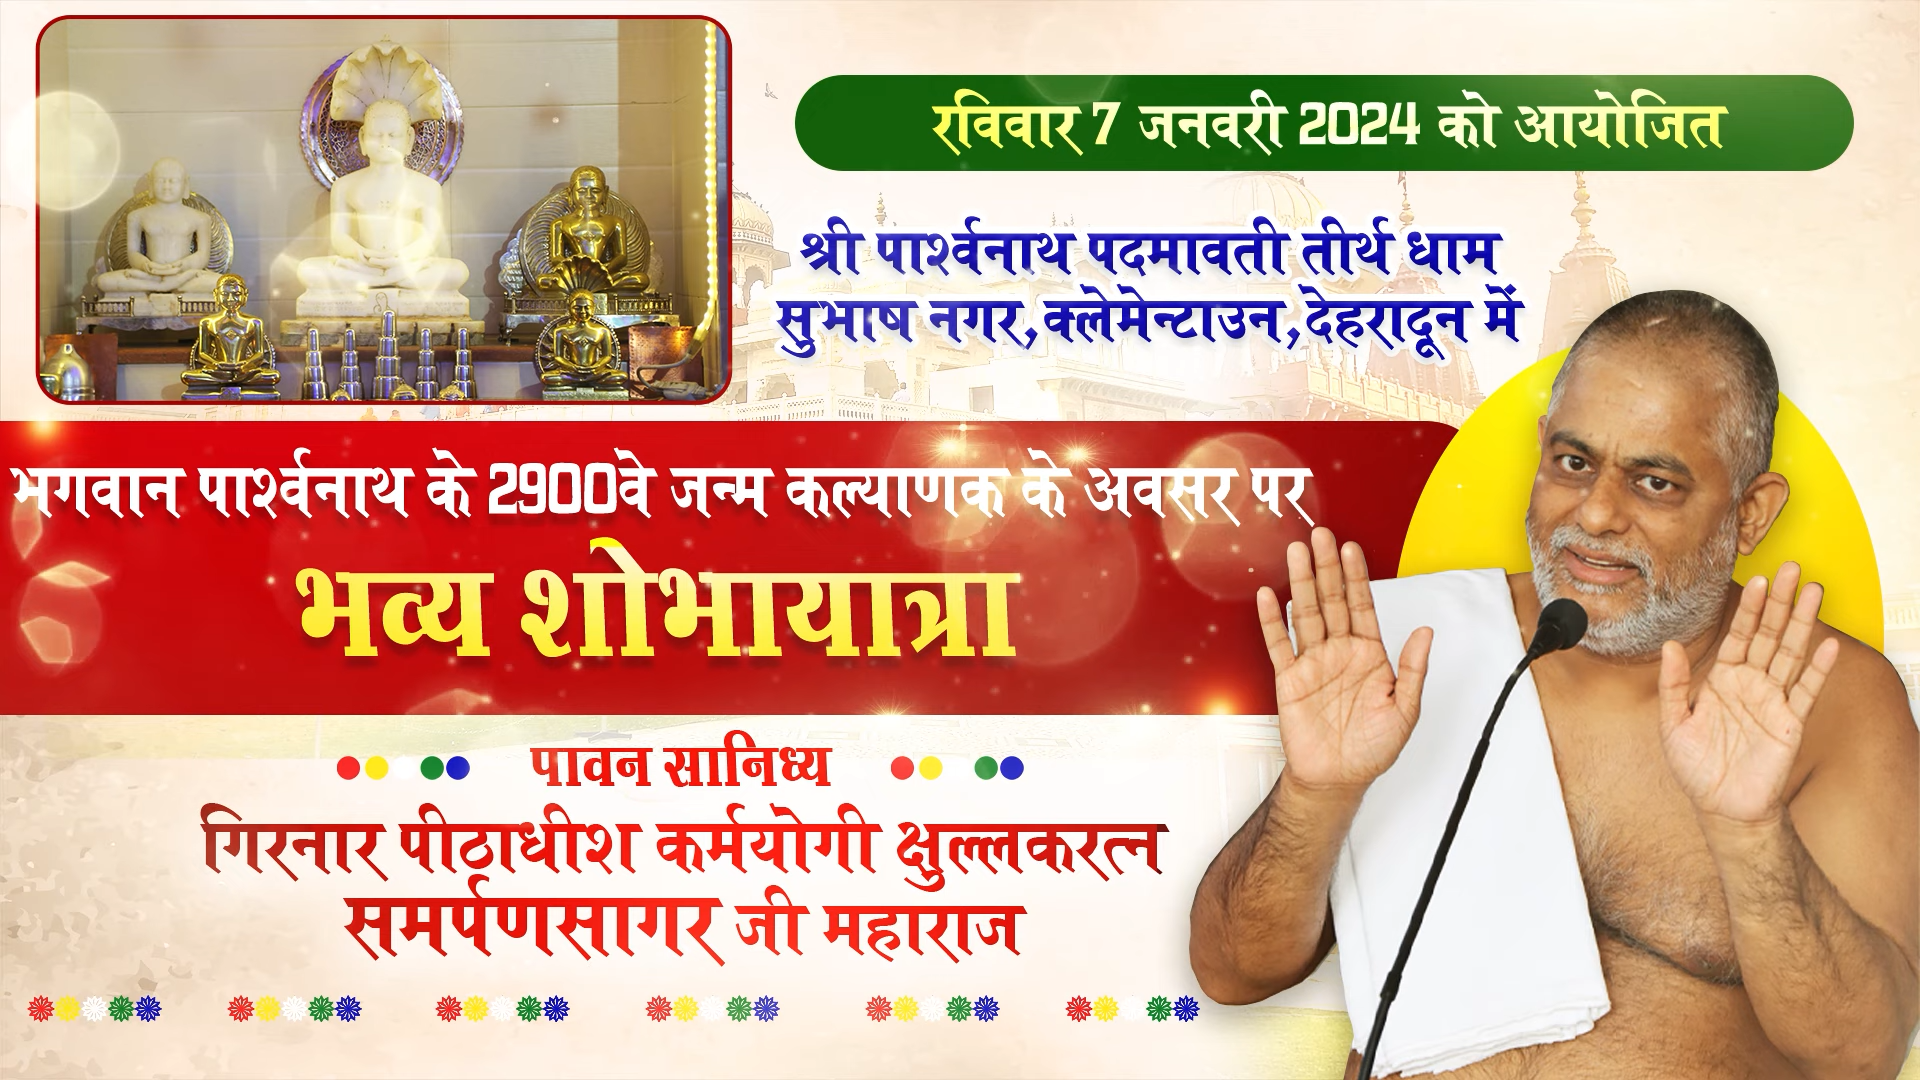 रविवार 7 जनवरी 2024 को आयोजित
श्री पार्श्वनाथ पदमावती तीर्थ धाम
सुभाष नगर,क्लेमेन्टाउन,देहरादून में
भगवान पार्श्वनाथ के 2900वे जन्म कल्याणक के अवसर पर
भव्य शोभायात्रा
पावन सानिध्य
गिरनार पीठाधीश कर्मयोगी क्षुल्लकरत्न
समर्पणसागर जी महाराज